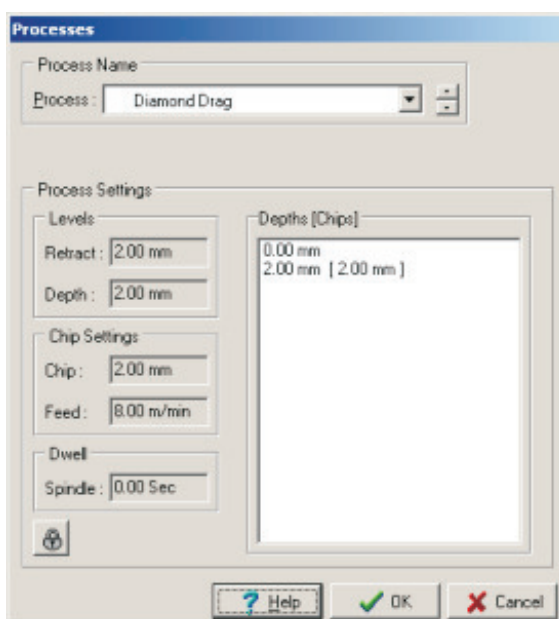 Processes
Process Name
Process : Diamond Drag
Process Settings
Levels
Retract : 2.00 mm
Depth : 2.00 mm
Chip Settings
Chip : 2.00 mm
Feed : 8.00 m/min
Dwell
Spindle : 0.00 Sec
Depths [Chips]
0.00 mm
2.00 mm [ 2.00 mm ]
? Help
OK
Cancel